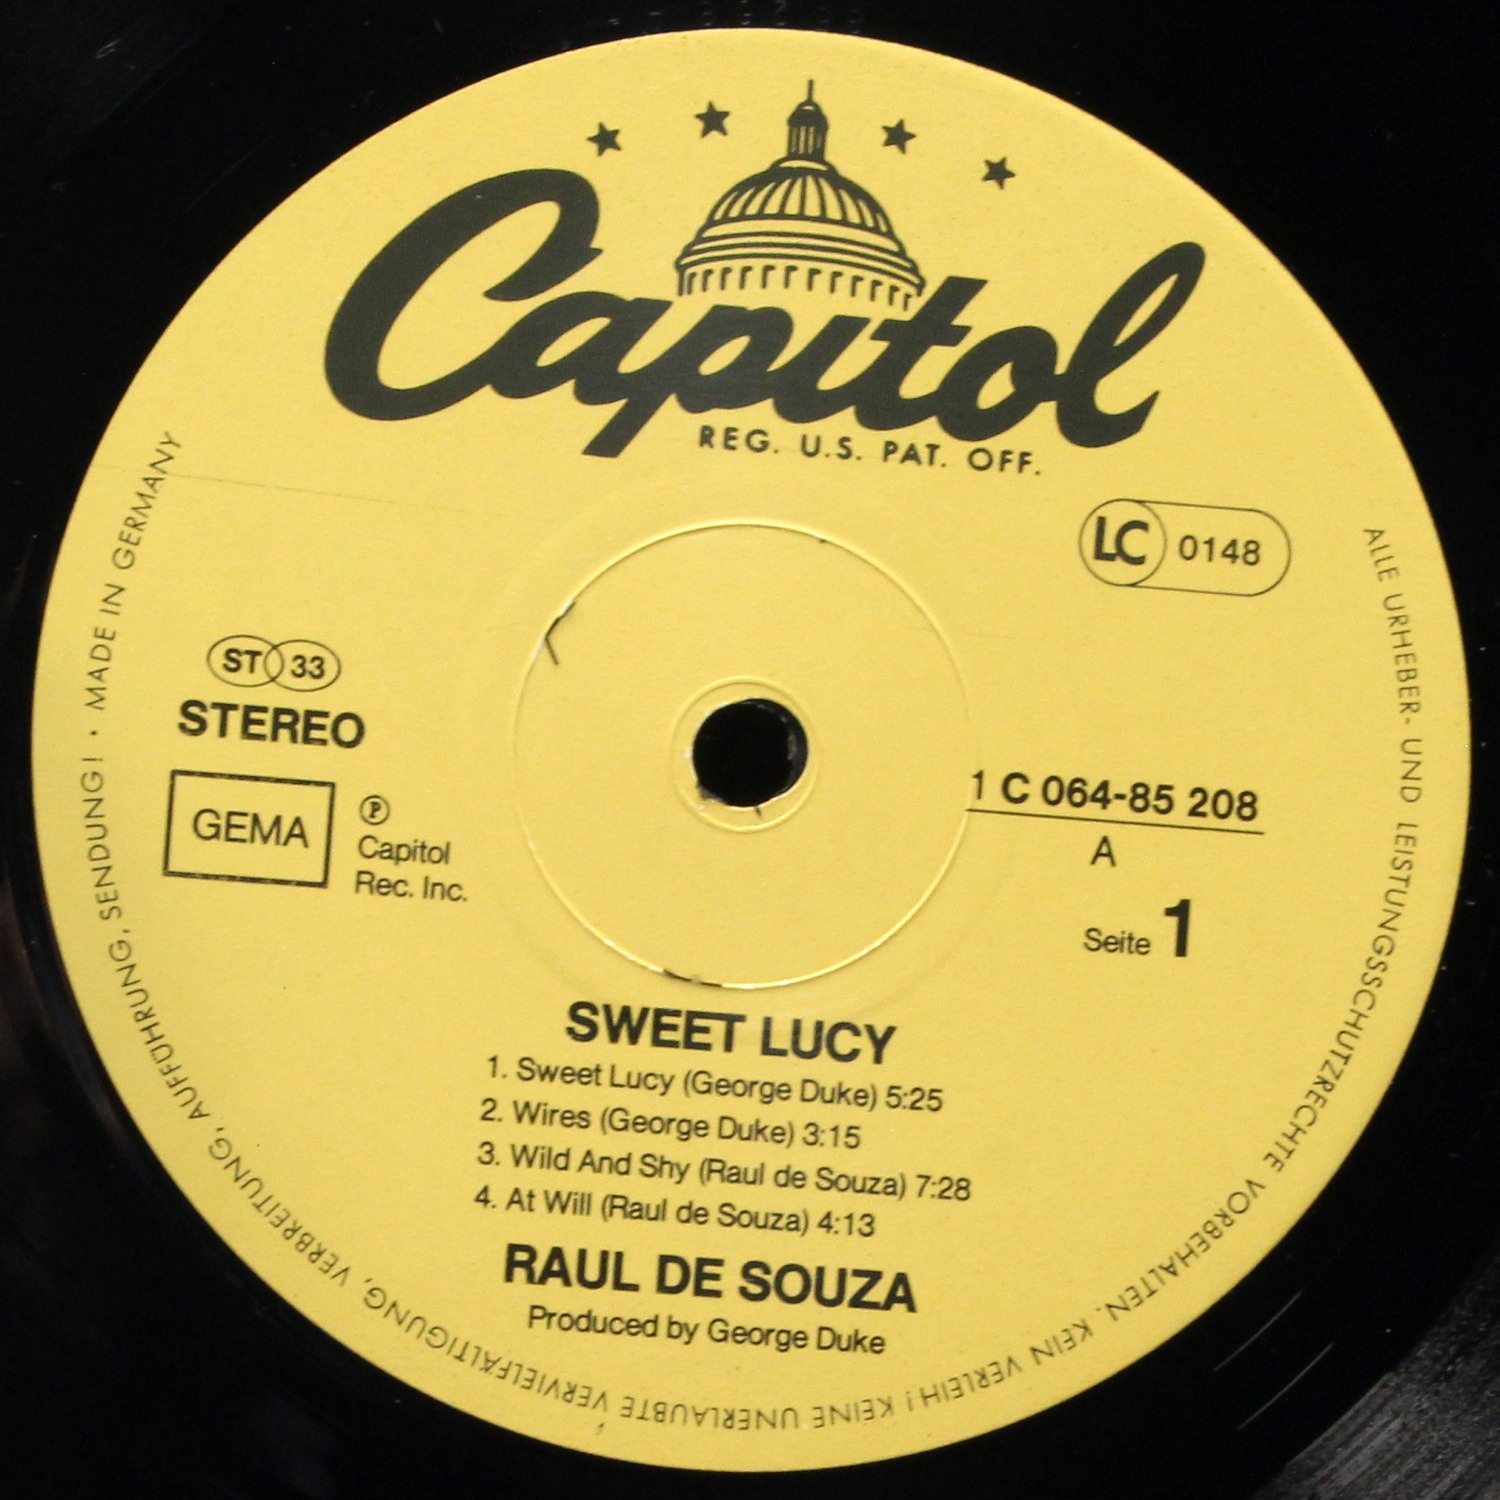 Capitol
REG. U.S. PAT. OFF.
LC 0148
ST 33
STEREO
GEMA
℗
Capitol
Rec. Inc.
1 C 064-85 208
A
Seite 1
SWEET LUCY
1. Sweet Lucy (George Duke) 5:25
2. Wires (George Duke) 3:15
3. Wild And Shy (Raul de Souza) 7:28
4. At Will (Raul de Souza) 4:13
RAUL DE SOUZA
Produced by George Duke
ALLE URHEBER- UND LEISTUNGSSCHUTZRECHTE VORBEHALTEN. KEIN VERLEIH! KEINE UNERLAUBTE VERVIELFÄLTIGUNG, VERBREITUNG, AUFFÜHRUNG, SENDUNG! · MADE IN GERMANY